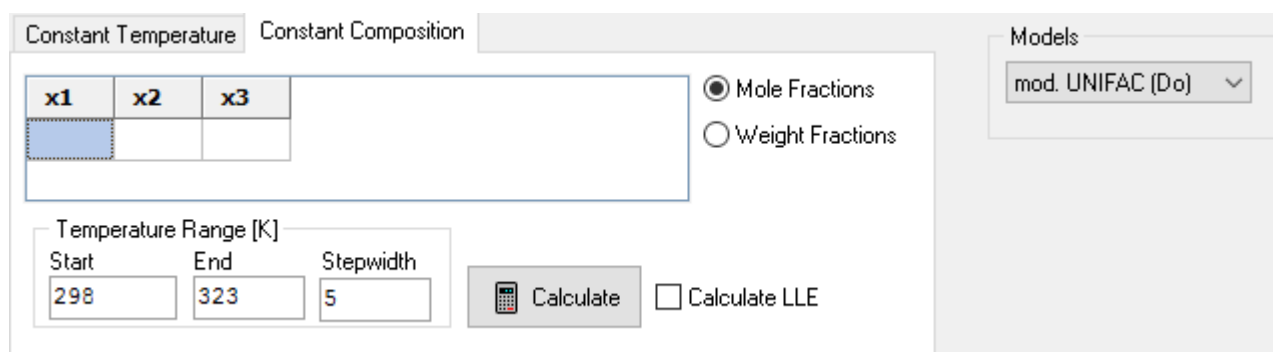 Constant Temperature Constant Composition
Models
mod. UNIFAC (Do)
x1 x2 x3
Mole Fractions
Weight Fractions
Temperature Range [K]
Start End Stepwidth
298 323 5
Calculate Calculate LLE